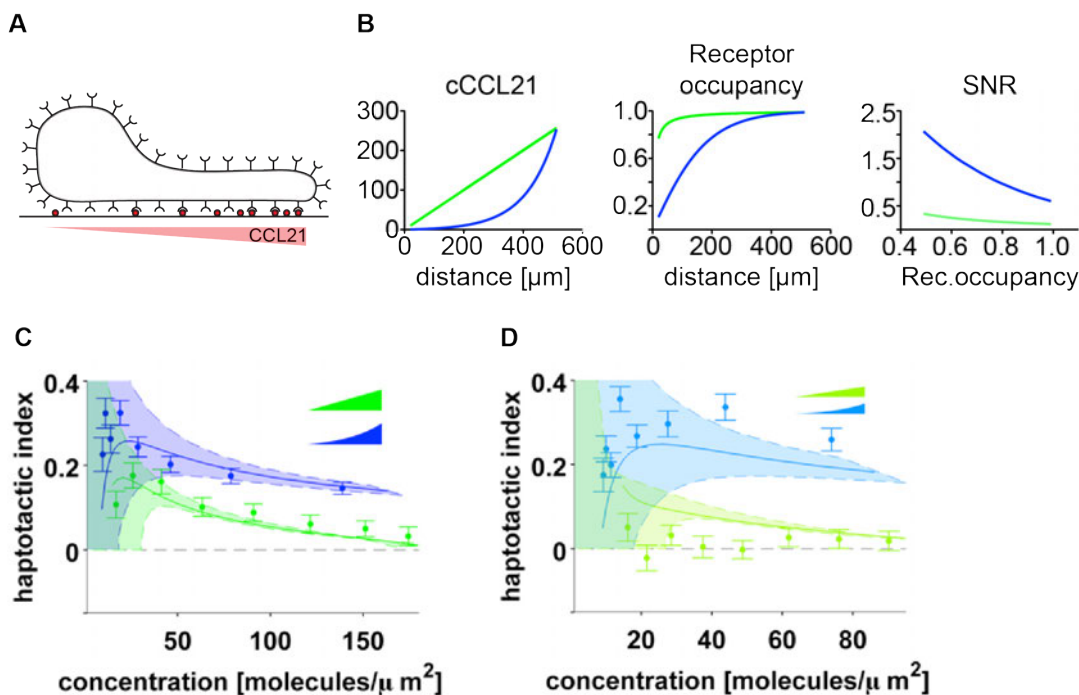 A
CCL21
B
cCCL21
300
200
100
0
0
200
400
600
distance [µm]
Receptor
occupancy
1.0
0.6
0.2
0
200
400
600
distance [µm]
SNR
2.5
1.5
0.5
0.4
0.6
0.8
1.0
Rec.occupancy
C
haptotactic index
0.4
0.2
0
50
100
150
concentration [molecules/µ m²]
D
haptotactic index
0.4
0.2
0
20
40
60
80
concentration [molecules/µ m²]